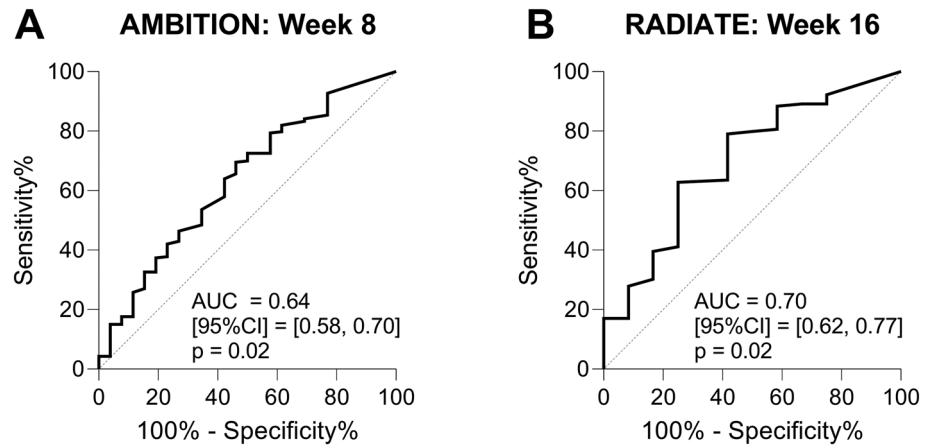 A AMBITION: Week 8
100
80
60
40
20
0
Sensitivity%
AUC = 0.64
[95%CI] = [0.58, 0.70]
p = 0.02
0 20 40 60 80 100
100% - Specificity%
B RADIATE: Week 16
100
80
60
40
20
0
Sensitivity%
AUC = 0.70
[95%CI] = [0.62, 0.77]
p = 0.02
0 20 40 60 80 100
100% - Specificity%